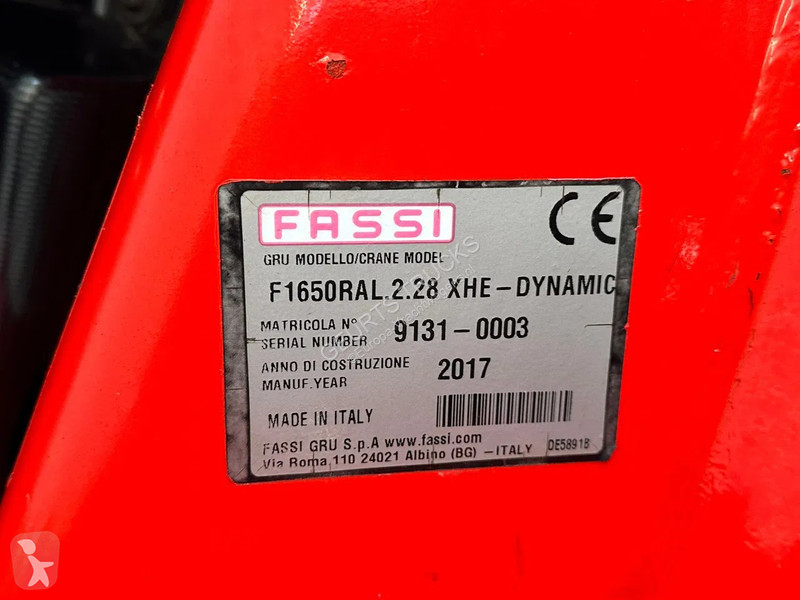 FASSI
CE
GRU MODELLO/CRANE MODEL
F1650RAL.2.28 XHE-DYNAMIC
MATRICOLA N°
SERIAL NUMBER 9131-0003
ANNO DI COSTRUZIONE
MANUF.YEAR 2017
MADE IN ITALY
FASSI GRU S.p.A www.fassi.com
Via Roma,110 24021 Albino (BG) -ITALY DE58918